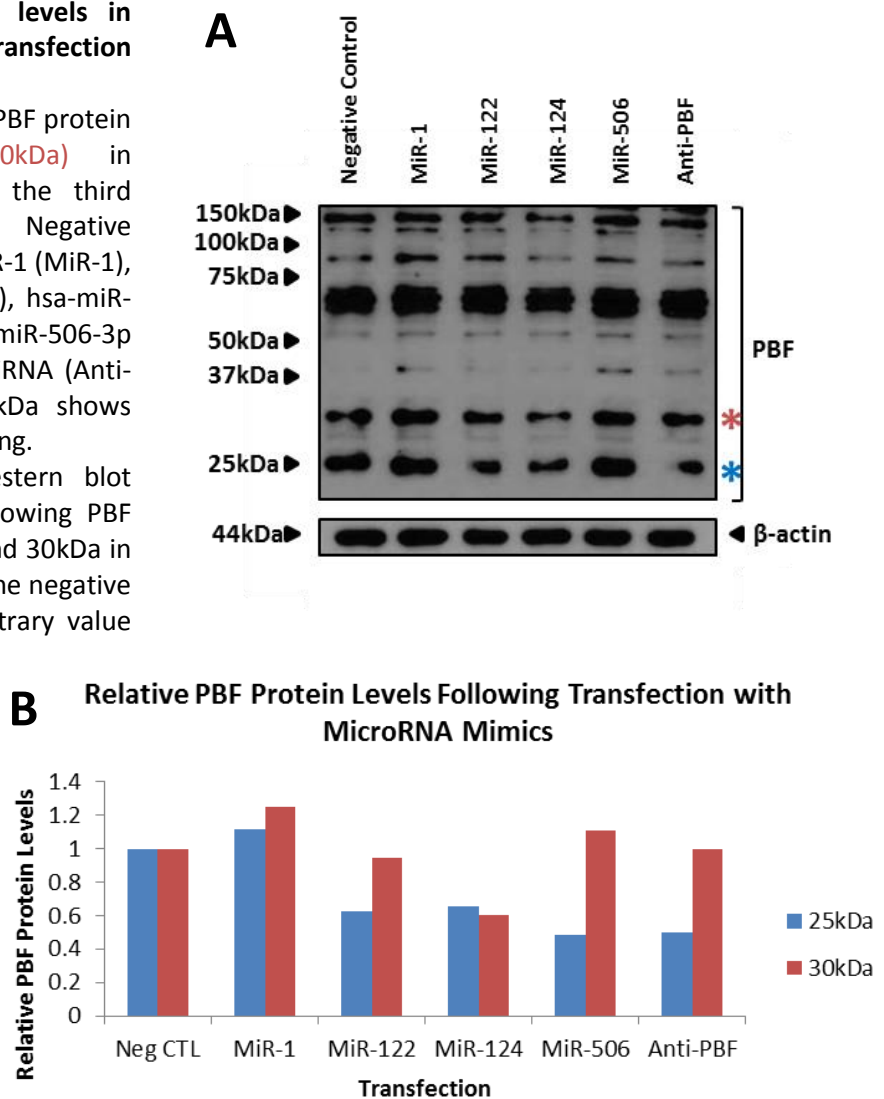 levels in
ransfection
PBF protein
0kDa) in
the third
Negative
R-1 (MiR-1),
), hsa-miR-
miR-506-3p
RNA (Anti-
kDa shows
ng.
estern blot
owing PBF
nd 30kDa in
he negative
trary value
A
Negative Control
MiR-1
MiR-122
MiR-124
MiR-506
Anti-PBF
150kDa
100kDa
75kDa
50kDa
37kDa
25kDa
44kDa
PBF
*
*
β-actin
B
Relative PBF Protein Levels Following Transfection with
MicroRNA Mimics
Relative PBF Protein Levels
1.4
1.2
1
0.8
0.6
0.4
0.2
0
Neg CTL MiR-1 MiR-122 MiR-124 MiR-506 Anti-PBF
Transfection
25kDa
30kDa